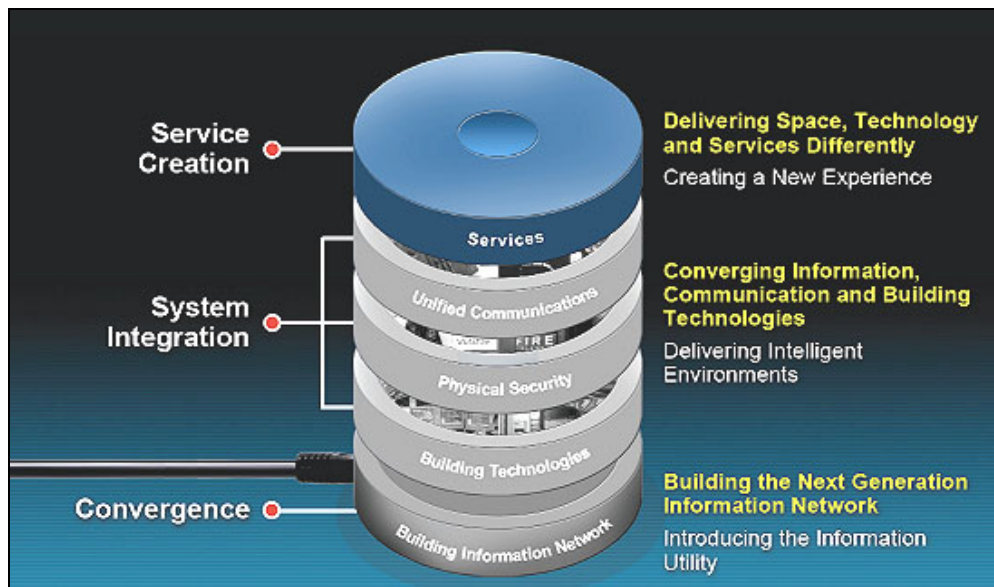 Service
Creation
Delivering Space, Technology
and Services Differently
Creating a New Experience
Services
Unified Communications
System
Integration
Converging Information,
Communication and Building
Technologies
Delivering Intelligent
Environments
FIRE
Physical Security
Building Technologies
Convergence
Building the Next Generation
Information Network
Introducing the Information
Utility
Building Information Network